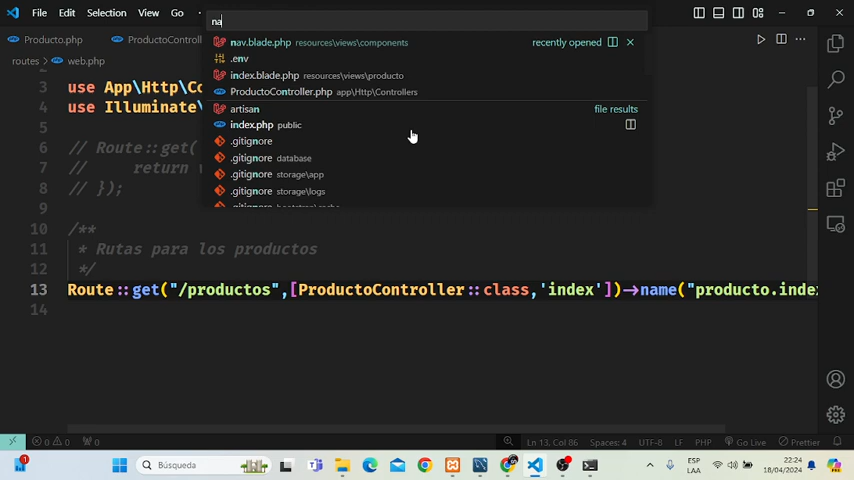 File Edit Selection View Go
na
Producto.php ProductoControll
nav.blade.php resources\views\components recently opened
.env
routes > web.php
index.blade.php resources\views\producto
3 use App\Http\Co
ProductoController.php app\Http\Controllers
4 use Illuminate\
artisan file results
5
index.php public
6 // Route::get(
.gitignore
7 // return v
.gitignore database
.gitignore storage\app
8 // });
.gitignore storage\logs
9
10 /**
11 * Rutas para los productos
12 */
13 Route::get("/productos",[ProductoController::class,'index'])->name("producto.index
14
0 0 0 Ln 13, Col 86 Spaces: 4 UTF-8 LF PHP Go Live Prettier
1 Búsqueda ESP 22:24
LAA 18/04/2024